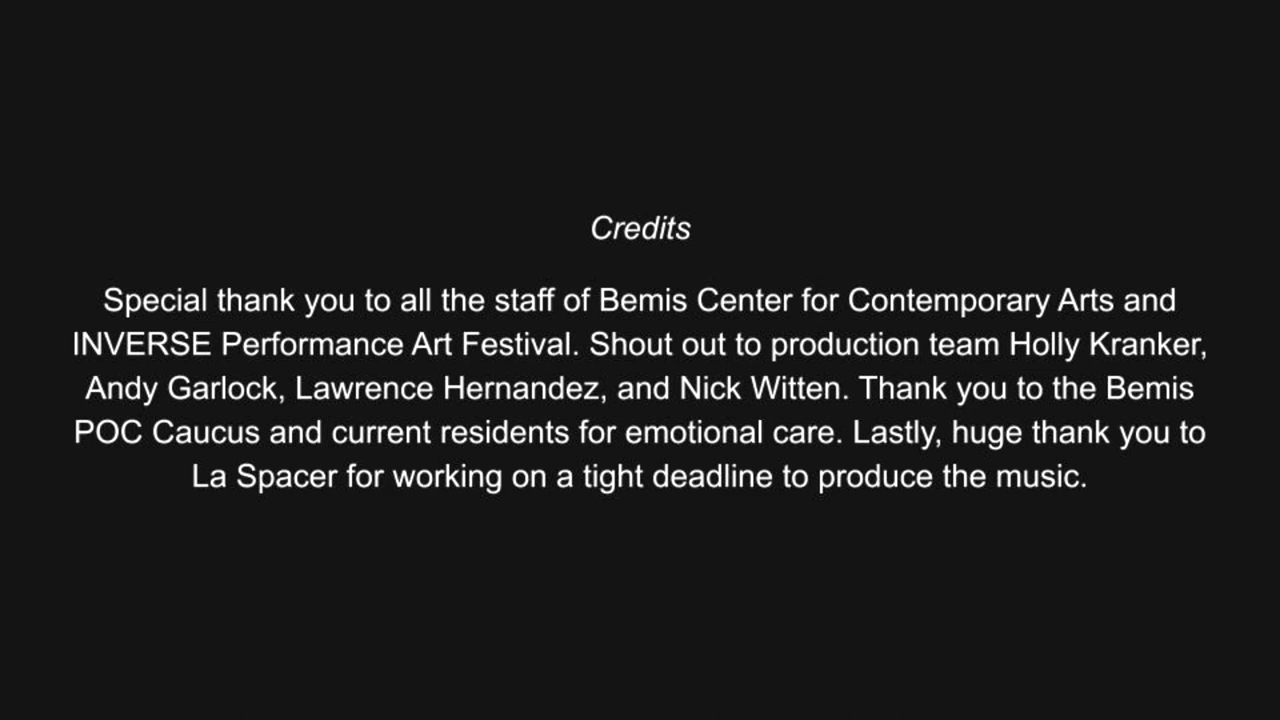 Credits
Special thank you to all the staff of Bemis Center for Contemporary Arts and
INVERSE Performance Art Festival. Shout out to production team Holly Kranker,
Andy Garlock, Lawrence Hernandez, and Nick Witten. Thank you to the Bemis
POC Caucus and current residents for emotional care. Lastly, huge thank you to
La Spacer for working on a tight deadline to produce the music.